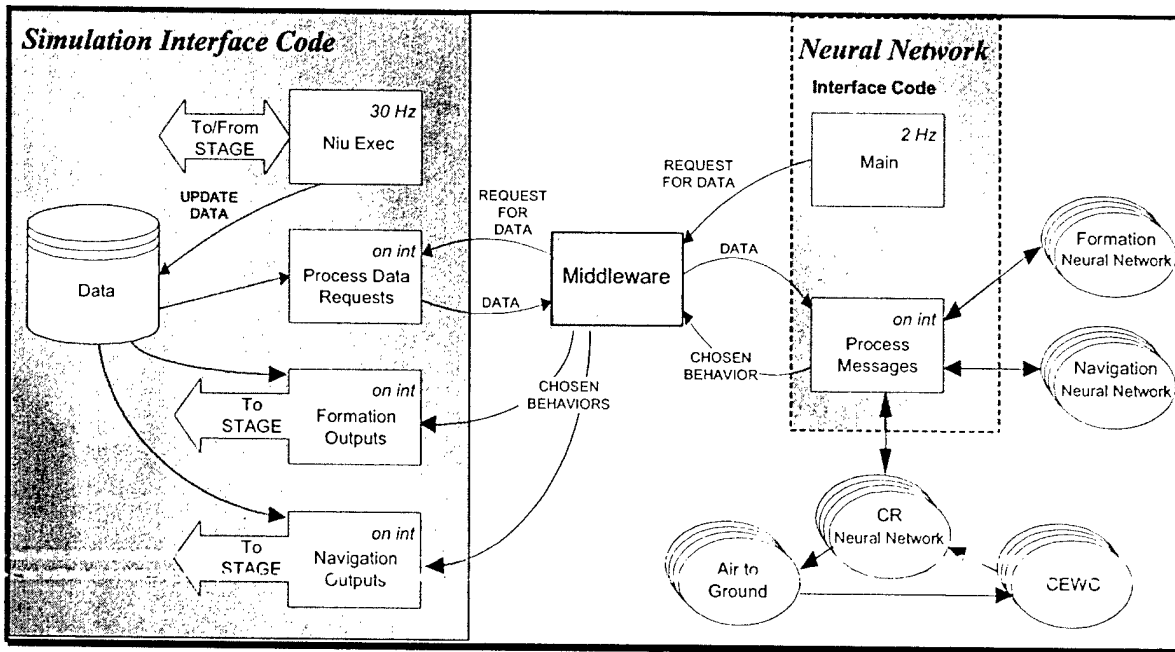 Simulation Interface Code
30 Hz
Niu Exec
To/From
STAGE
UPDATE
DATA
Data
on int
Process Data
Requests
REQUEST
FOR
DATA
DATA
on int
Formation
Outputs
To
STAGE
on int
Navigation
Outputs
To
STAGE
Middleware
CHOSEN
BEHAVIORS
REQUEST
FOR DATA
DATA
CHOSEN
BEHAVIOR
Neural Network
Interface Code
2 Hz
Main
on int
Process
Messages
Formation
Neural Network
Navigation
Neural Network
CR
Neural Network
Air to
Ground
CEWC